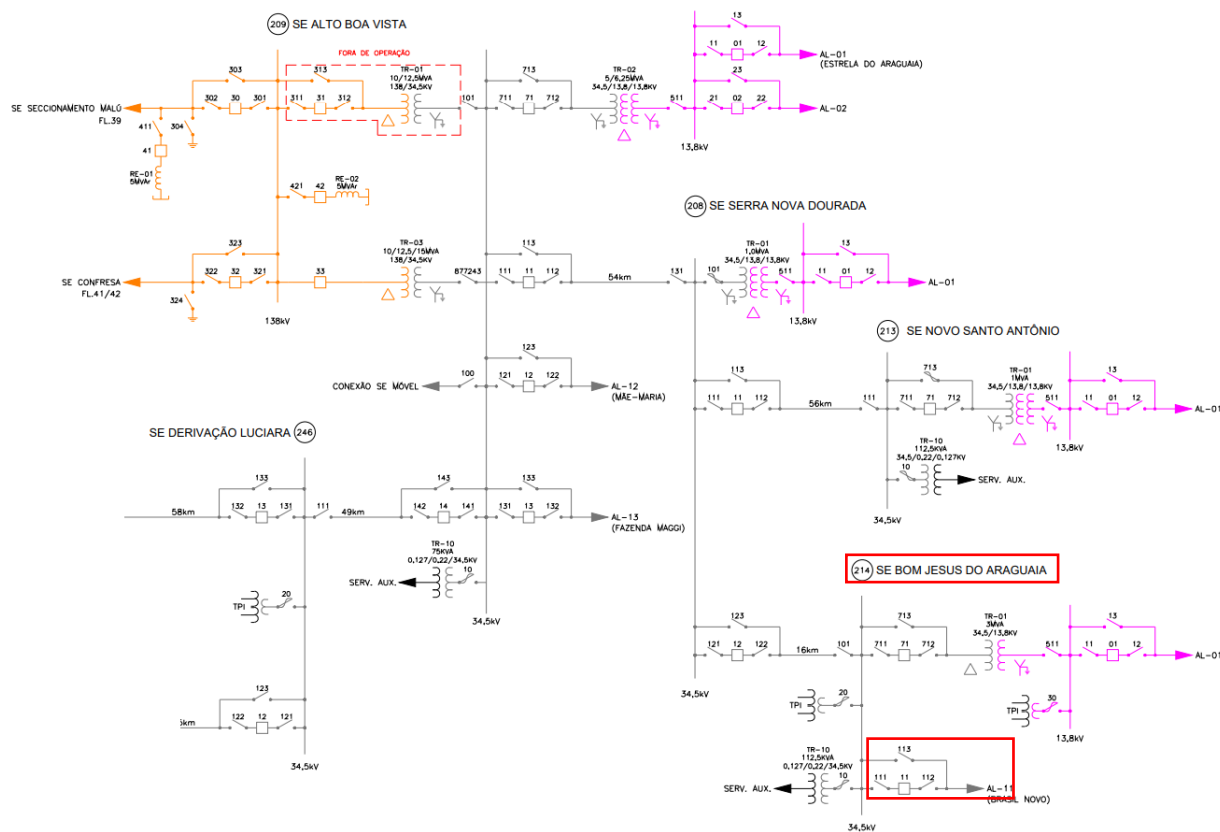 209 SE ALTO BOA VISTA
FORA DE OPERAÇÃO
303
313
TR-01
10/12,5MVA
138/34,5KV
713
TR-02
5/6,25MVA
34,5/13,8/13,8KV
13
11 01 12
AL-01
(ESTRELA DO ARAGUAIA)
23
SE SECCIONAMENTO MALÚ
FL.39
302 30 301
311 31 312
101
711 71 712
511
21 02 22
AL-02
411
304
41
RE-01
5MVAr
13,8kV
421 42
RE-02
5MVAr
208 SE SERRA NOVA DOURADA
323
TR-03
10/12,5/15MVA
138/34,5KV
113
TR-01
1,0MVA
34,5/13,8/13,8KV
13
SE CONFRESA
FL.41/42
322 32 321
33
877243
111 11 112
54km
131
101
511
11 01 12
AL-01
324
138kV
13,8kV
213 SE NOVO SANTO ANTÔNIO
123
CONEXÃO SE MÓVEL
100
121 12 122
AL-12
(MÃE-MARIA)
113
713
TR-01
1MVA
34,5/13,8/13,8KV
13
111 11 112
56km
111
711 71 712
511
11 01 12
AL-01
SE DERIVAÇÃO LUCIARA 246
TR-10
112,5KVA
34,5/0,22/0,127KV
13,8kV
10
SERV. AUX.
133
143
133
58km
132 13 131
111
49km
142 14 141
131 13 132
AL-13
(FAZENDA MAGGI)
34,5kV
TR-10
75KVA
0,127/0,22/34,5KV
SERV. AUX.
10
214 SE BOM JESUS DO ARAGUAIA
TPI
20
34,5kV
123
713
TR-01
3MVA
34,5/13,8KV
13
121 12 122
16km
101
711 71 712
511
11 01 12
AL-01
123
34,5kV
TPI
20
TPI
30
km
122 12 121
13,8kV
34,5kV
TR-10
112,5KVA
0,127/0,22/34,5KV
113
SERV. AUX.
10
111 11 112
AL-11
(BRASIL NOVO)
34,5kV